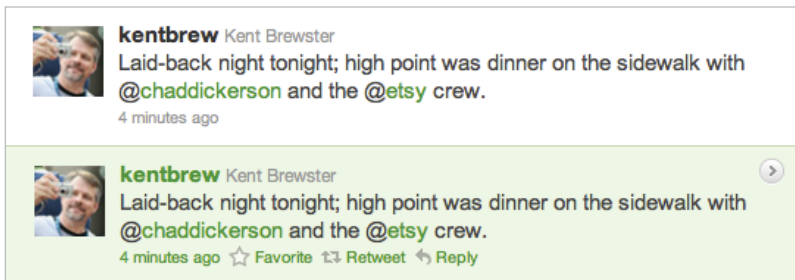 kentbrew Kent Brewster
Laid-back night tonight; high point was dinner on the sidewalk with
@chaddickerson and the @etsy crew.
4 minutes ago
kentbrew Kent Brewster
Laid-back night tonight; high point was dinner on the sidewalk with
@chaddickerson and the @etsy crew.
4 minutes ago Favorite Retweet Reply